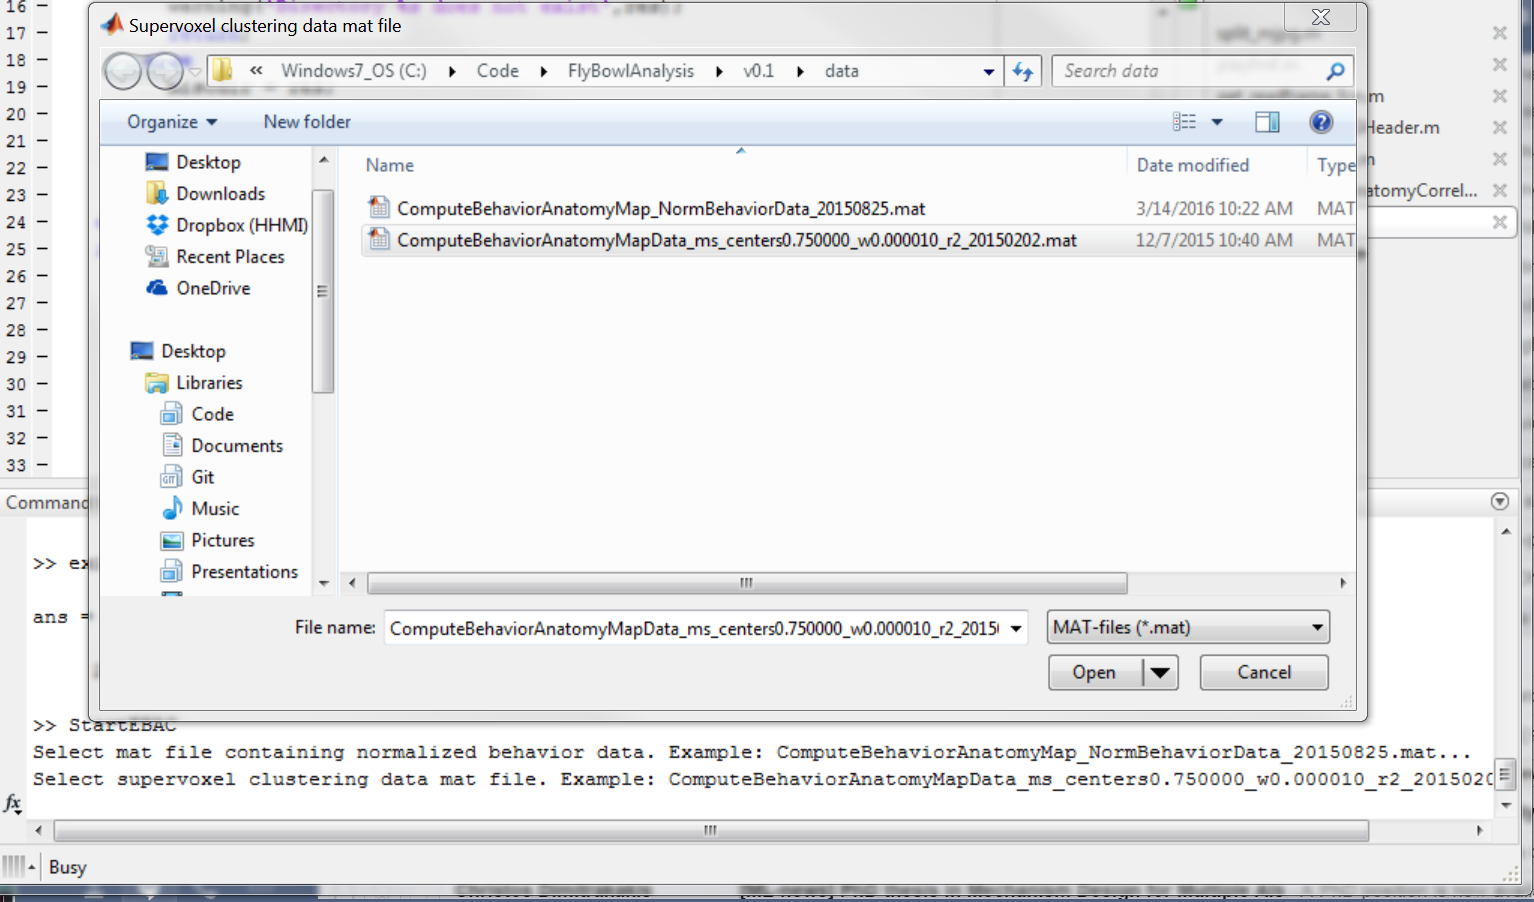 Supervoxel clustering data mat file
« Windows7_OS (C:) ▸ Code ▸ FlyBowlAnalysis ▸ v0.1 ▸ data
Search data
Organize New folder
Name Date modified Type
ComputeBehaviorAnatomyMap_NormBehaviorData_20150825.mat 3/14/2016 10:22 AM MAT
ComputeBehaviorAnatomyMapData_ms_centers0.750000_w0.000010_r2_20150202.mat 12/7/2015 10:40 AM MAT
Desktop
Downloads
Dropbox (HHMI)
Recent Places
OneDrive
Desktop
Libraries
Code
Documents
Git
Music
Pictures
Presentations
File name: ComputeBehaviorAnatomyMapData_ms_centers0.750000_w0.000010_r2_2015(
MAT-files (*.mat)
Open
Cancel
16 –
17 –
18 –
19 –
20 –
21 –
22 –
23 –
24 –
25 –
26 –
27 –
28 –
29 –
30 –
31 –
32 –
33 –
Header.m
atomyCorrel...
Command
>> ex
ans =
>> StartEBAC
Select mat file containing normalized behavior data. Example: ComputeBehaviorAnatomyMap_NormBehaviorData_20150825.mat...
Select supervoxel clustering data mat file. Example: ComputeBehaviorAnatomyMapData_ms_centers0.750000_w0.000010_r2_201502
fx
Busy